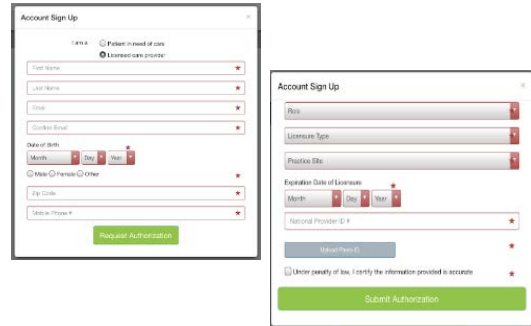 Account Sign Up ×
I am a Patient in need of care
Licensed care provider
First Name *
Last Name *
Email *
Confirm Email *
Date of Birth *
Month Day Year
Male Female Other *
Zip Code *
Mobile Phone # *
Request Authorization
Account Sign Up ×
Role *
Licensure Type *
Practice Site *
Expiration Date of Licensure *
Month Day Year
National Provider ID # *
Upload Photo ID *
Under penalty of law, I certify the information provided is accurate *
Submit Authorization